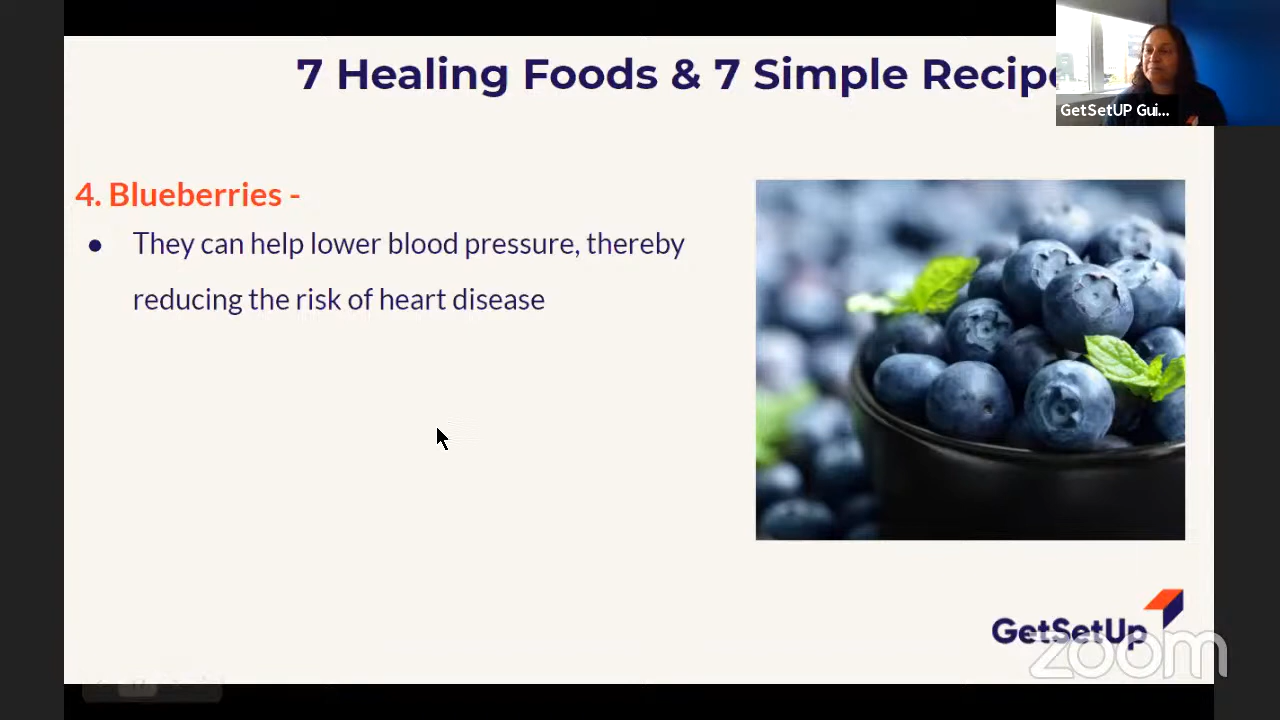 7 Healing Foods & 7 Simple Recipe
GetSetUP Gui...
4. Blueberries -
● They can help lower blood pressure, thereby
reducing the risk of heart disease
GetSetUp
zoom